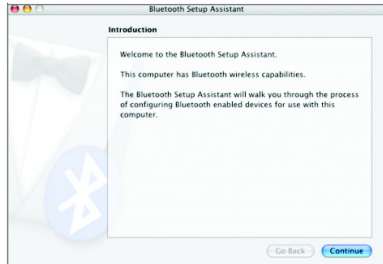 Bluetooth Setup Assistant
Introduction
Welcome to the Bluetooth Setup Assistant.
This computer has Bluetooth wireless capabilities.
The Bluetooth Setup Assistant will walk you through the process
of configuring Bluetooth enabled devices for use with this
computer.
Go Back
Continue